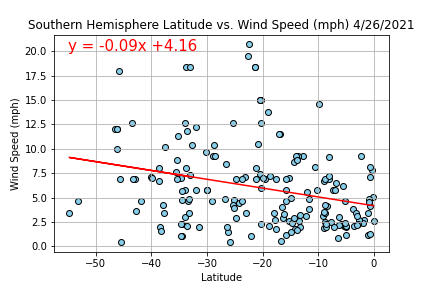 Southern Hemisphere Latitude vs. Wind Speed (mph) 4/26/2021
y = -0.09x +4.16
Wind Speed (mph)
20.0
17.5
15.0
12.5
10.0
7.5
5.0
2.5
0.0
−50 −40 −30 −20 −10 0
Latitude